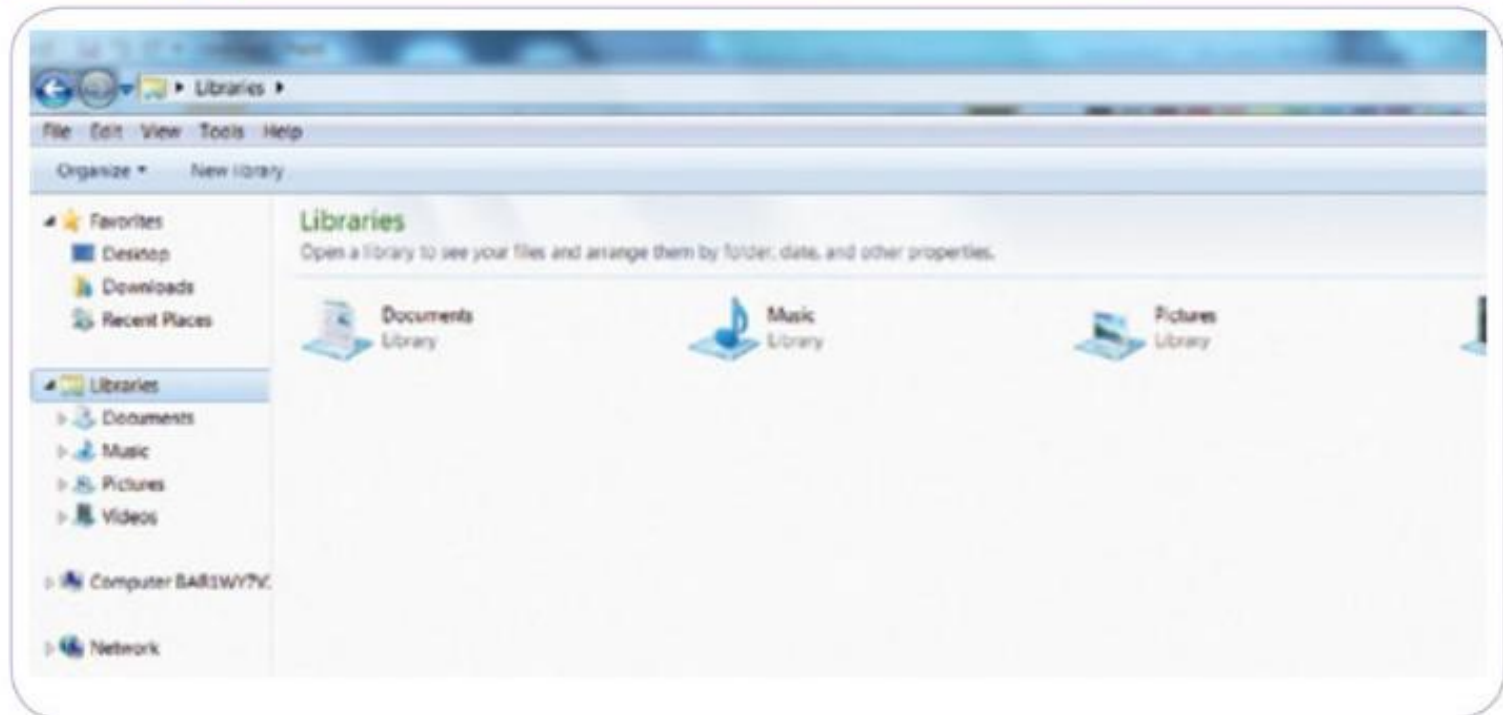 Libraries
File Edit View Tools Help
Organize New library
Favorites
Desktop
Downloads
Recent Places
Libraries
Documents
Music
Pictures
Videos
Computer BAR1WY7V
Network
Libraries
Open a library to see your files and arrange them by folder, date, and other properties.
Documents
Library
Music
Library
Pictures
Library